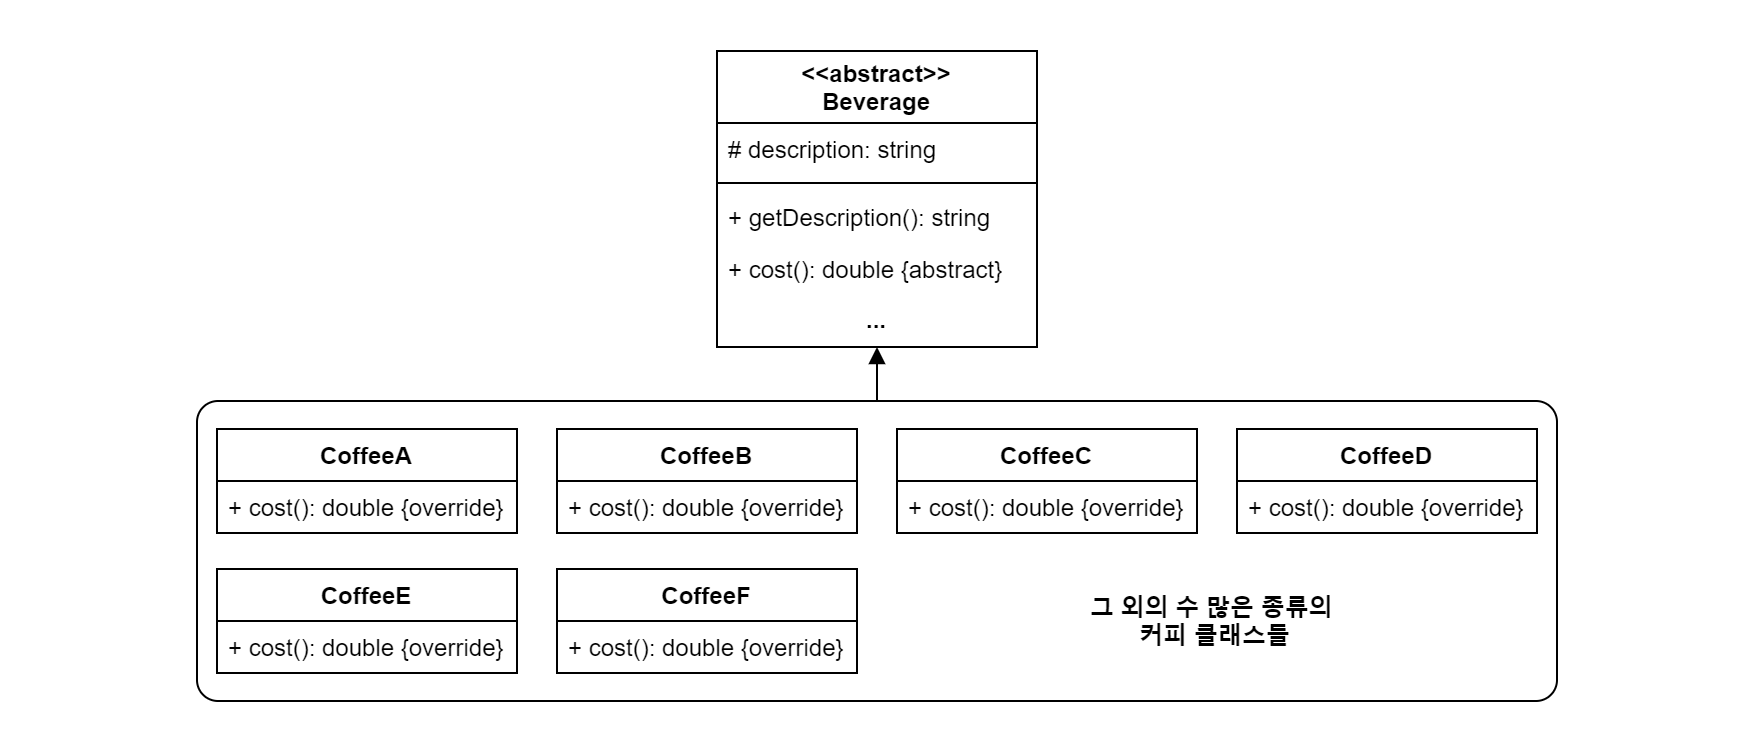 <<abstract>>
Beverage
# description: string
+ getDescription(): string
+ cost(): double {abstract}
...
CoffeeA
+ cost(): double {override}
CoffeeB
+ cost(): double {override}
CoffeeC
+ cost(): double {override}
CoffeeD
+ cost(): double {override}
CoffeeE
+ cost(): double {override}
CoffeeF
+ cost(): double {override}
그 외의 수 많은 종류의
커피 클래스들